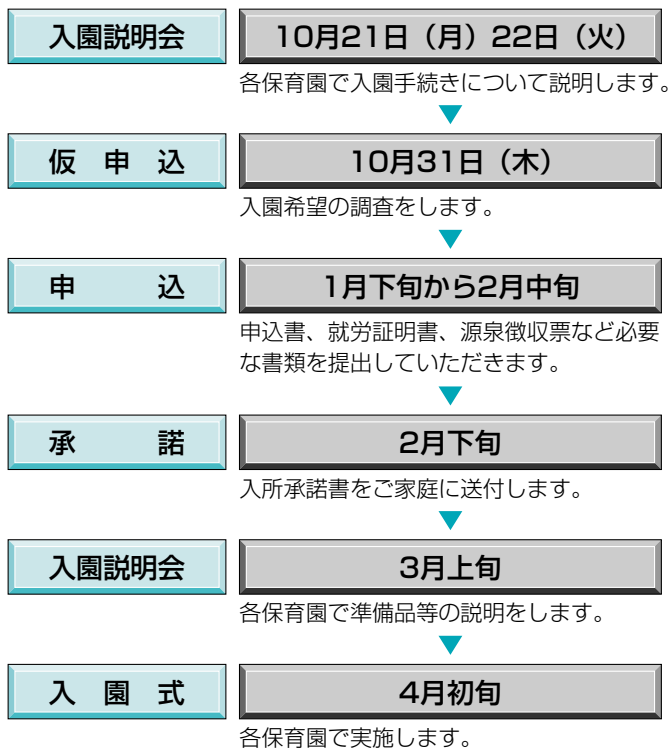 入園説明会
10月21日（月）22日（火）
各保育園で入園手続きについて説明します。
仮申込
10月31日（木）
入園希望の調査をします。
申込
1月下旬から2月中旬
申込書、就労証明書、源泉徴収票など必要
な書類を提出していただきます。
承諾
2月下旬
入所承諾書をご家庭に送付します。
入園説明会
3月上旬
各保育園で準備品等の説明をします。
入園式
4月初旬
各保育園で実施します。